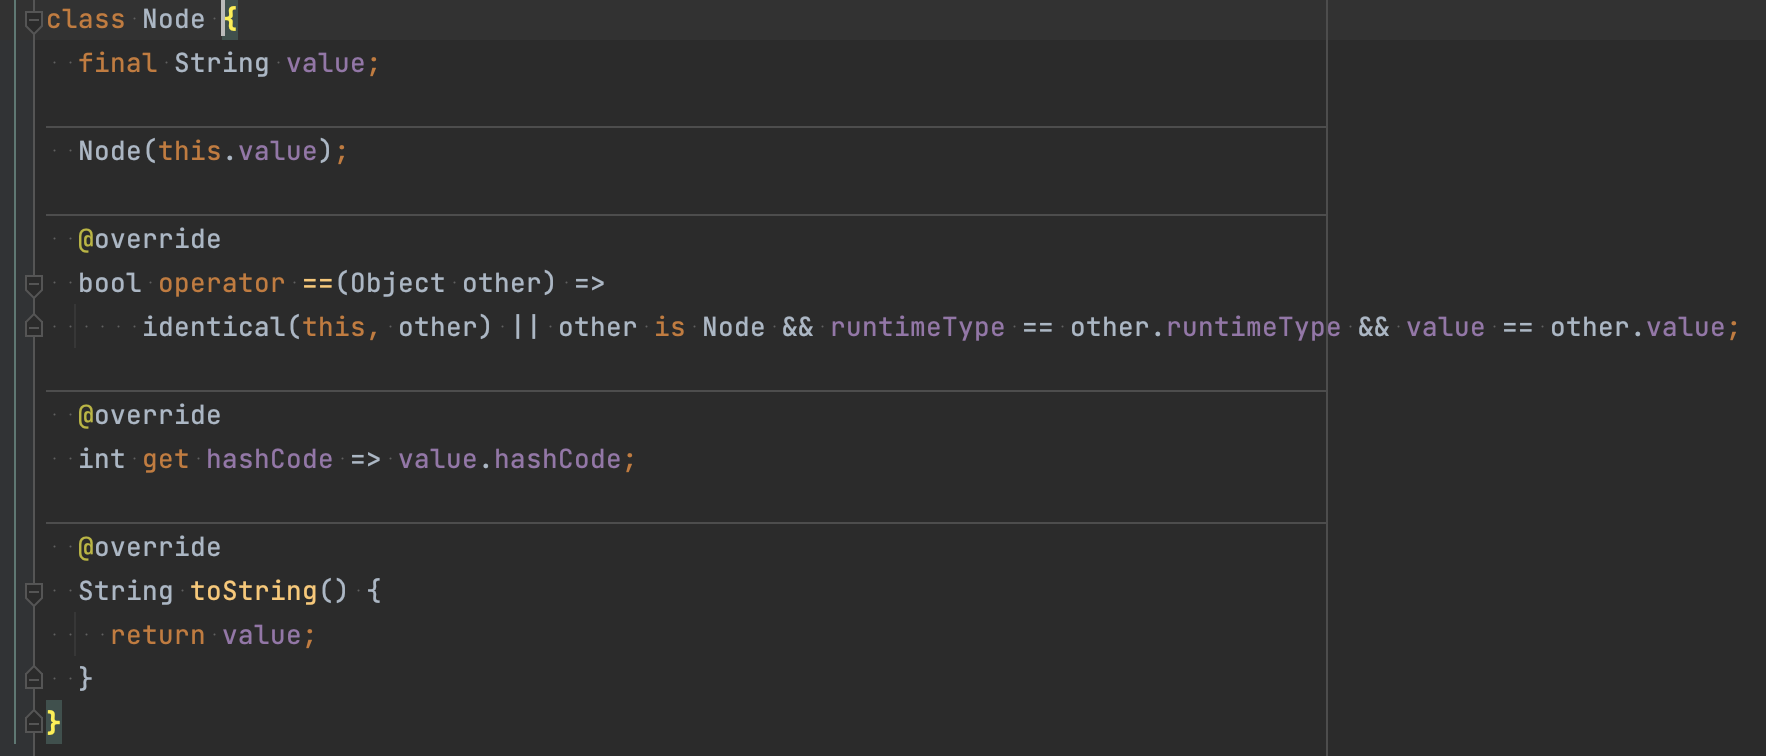 class Node {
  final String value;
  Node(this.value);
  @override
  bool operator ==(Object other) =>
      identical(this, other) || other is Node && runtimeType == other.runtimeType && value == other.value;
  @override
  int get hashCode => value.hashCode;
  @override
  String toString() {
    return value;
  }
}